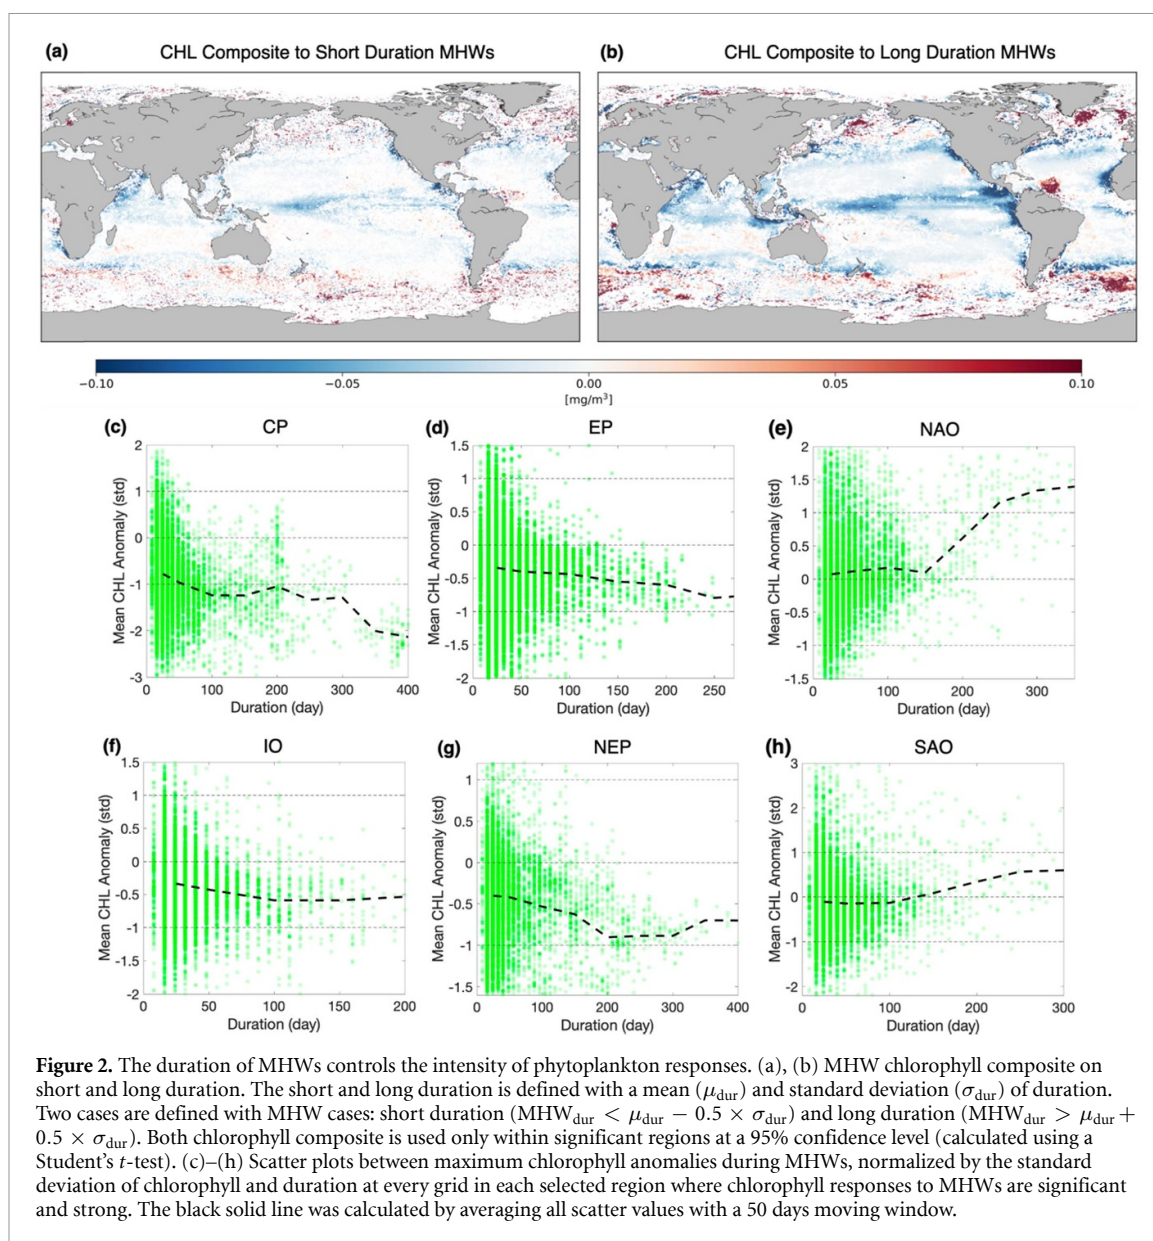 (a) CHL Composite to Short Duration MHWs
(b) CHL Composite to Long Duration MHWs
−0.10 −0.05 0.00 0.05 0.10
[mg/m³]
(c) CP
Mean CHL Anomaly (std)
2
1
0
-1
-2
-3
0 100 200 300 400
Duration (day)
(d) EP
Mean CHL Anomaly (std)
1.5
1
0.5
0
-0.5
-1
-1.5
-2
0 50 100 150 200 250
Duration (day)
(e) NAO
Mean CHL Anomaly (std)
2
1.5
1
0.5
0
-0.5
-1
-1.5
0 100 200 300
Duration (day)
(f) IO
Mean CHL Anomaly (std)
1.5
1
0.5
0
-0.5
-1
-1.5
-2
0 50 100 150 200
Duration (day)
(g) NEP
Mean CHL Anomaly (std)
1
0.5
0
-0.5
-1
-1.5
0 100 200 300 400
Duration (day)
(h) SAO
Mean CHL Anomaly (std)
3
2
1
0
-1
-2
0 100 200 300
Duration (day)
Figure 2. The duration of MHWs controls the intensity of phytoplankton responses. (a), (b) MHW chlorophyll composite on
short and long duration. The short and long duration is defined with a mean (μdur) and standard deviation (σdur) of duration.
Two cases are defined with MHW cases: short duration (MHWdur < μdur − 0.5 × σdur) and long duration (MHWdur > μdur +
0.5 × σdur). Both chlorophyll composite is used only within significant regions at a 95% confidence level (calculated using a
Student's t-test). (c)–(h) Scatter plots between maximum chlorophyll anomalies during MHWs, normalized by the standard
deviation of chlorophyll and duration at every grid in each selected region where chlorophyll responses to MHWs are significant
and strong. The black solid line was calculated by averaging all scatter values with a 50 days moving window.